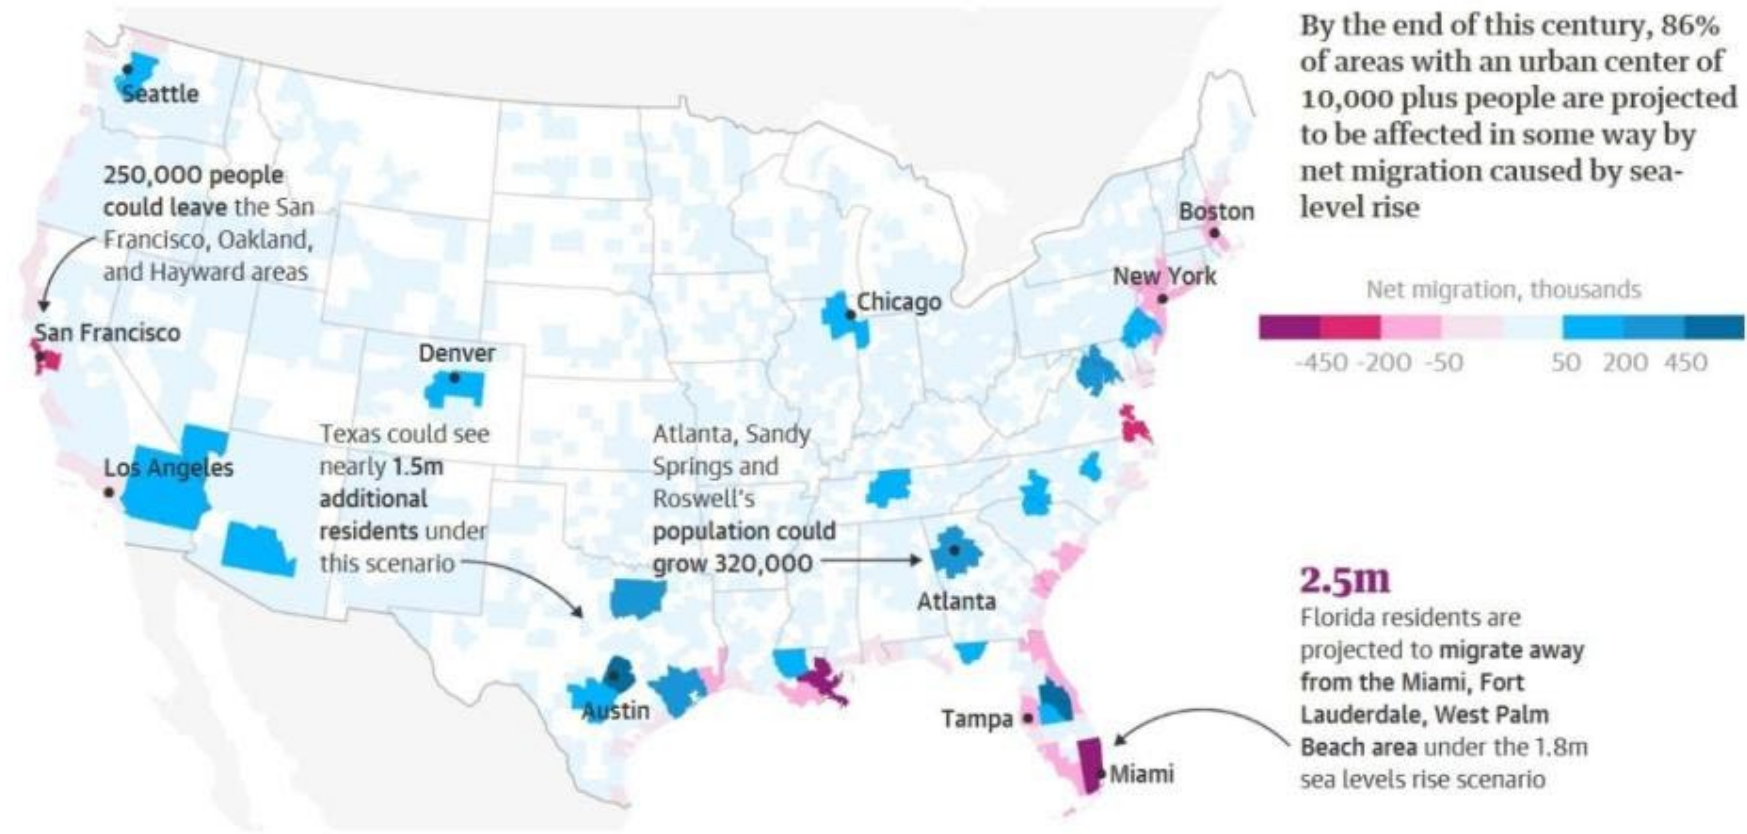 By the end of this century, 86%
of areas with an urban center of
10,000 plus people are projected
to be affected in some way by
net migration caused by sea-
level rise
Net migration, thousands
-450 -200 -50 50 200 450
Seattle
250,000 people
could leave the San
Francisco, Oakland,
and Hayward areas
San Francisco
Los Angeles
Denver
Texas could see
nearly 1.5m
additional
residents under
this scenario
Chicago
Atlanta, Sandy
Springs and
Roswell's
population could
grow 320,000
Atlanta
Boston
New York
Austin
Tampa
Miami
2.5m
Florida residents are
projected to migrate away
from the Miami, Fort
Lauderdale, West Palm
Beach area under the 1.8m
sea levels rise scenario